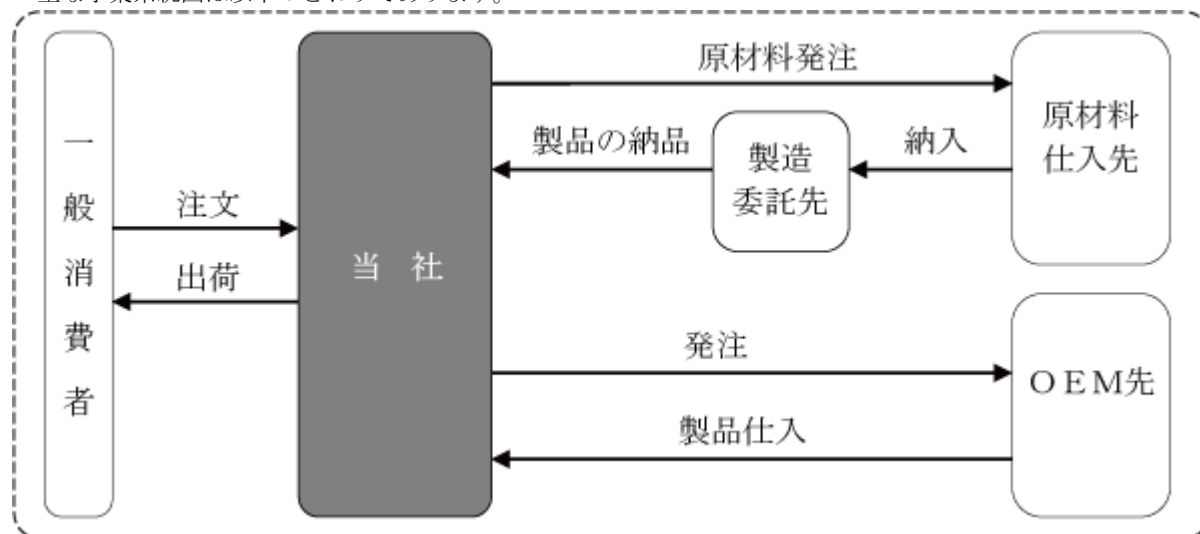 原材料発注
原材料
仕入先
製品の納品
製造
委託先
納入
一般消費者
注文
出荷
当 社
発注
OEM先
製品仕入